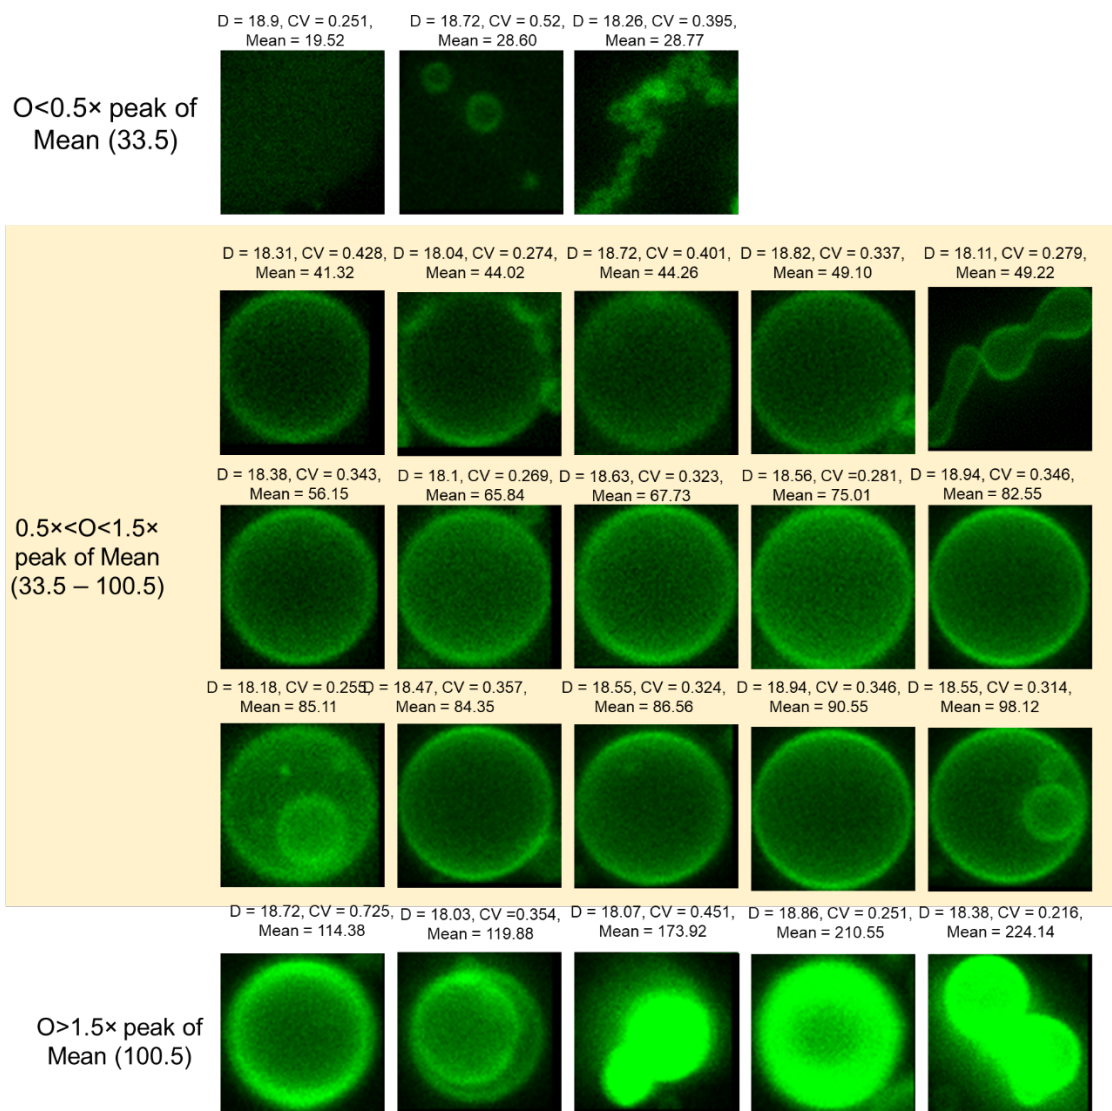 D = 18.9, CV = 0.251,
Mean = 19.52
D = 18.72, CV = 0.52,
Mean = 28.60
D = 18.26, CV = 0.395,
Mean = 28.77
O<0.5× peak of
Mean (33.5)
D = 18.31, CV = 0.428,
Mean = 41.32
D = 18.04, CV = 0.274,
Mean = 44.02
D = 18.72, CV = 0.401,
Mean = 44.26
D = 18.82, CV = 0.337,
Mean = 49.10
D = 18.11, CV = 0.279,
Mean = 49.22
D = 18.38, CV = 0.343,
Mean = 56.15
D = 18.1, CV = 0.269,
Mean = 65.84
D = 18.63, CV = 0.323,
Mean = 67.73
D = 18.56, CV =0.281,
Mean = 75.01
D = 18.94, CV = 0.346,
Mean = 82.55
0.5×<O<1.5×
peak of Mean
(33.5 – 100.5)
D = 18.18, CV = 0.255,
Mean = 85.11
D = 18.47, CV = 0.357,
Mean = 84.35
D = 18.55, CV = 0.324,
Mean = 86.56
D = 18.94, CV = 0.346,
Mean = 90.55
D = 18.55, CV = 0.314,
Mean = 98.12
D = 18.72, CV = 0.725,
Mean = 114.38
D = 18.03, CV =0.354,
Mean = 119.88
D = 18.07, CV = 0.451,
Mean = 173.92
D = 18.86, CV = 0.251,
Mean = 210.55
D = 18.38, CV = 0.216,
Mean = 224.14
O>1.5× peak of
Mean (100.5)